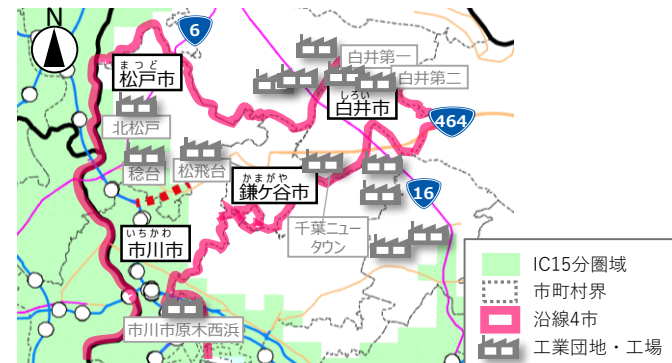 N
6
まつど
松戸市
白井第一
白井第二
しろい
白井市
北松戸
464
稔台
松飛台
かまがや
鎌ケ谷市
16
いちかわ
市川市
千葉ニュー
タウン
市川市原木西浜
IC15分圏域
市町村界
沿線4市
工業団地・工場